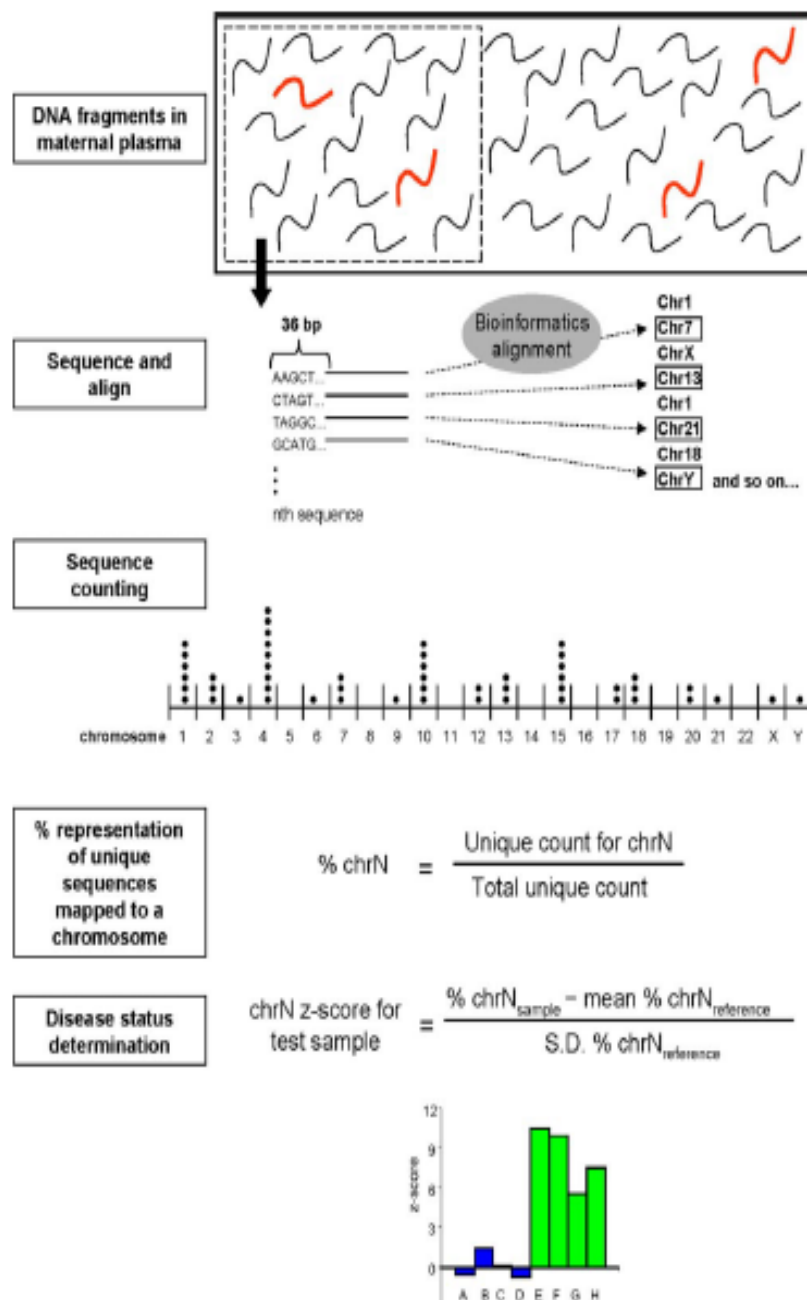 DNA fragments in
maternal plasma
Sequence and
align
36 bp
AAGCT...
CTAGT...
TAGGC...
GCATG...
nth sequence
Bioinformatics
alignment
Chr1
Chr7
ChrX
Chr13
Chr1
Chr21
Chr18
ChrY and so on...
Sequence
counting
chromosome 1 2 3 4 5 6 7 8 9 10 11 12 13 14 15 16 17 18 19 20 21 22 X Y
% representation
of unique
sequences
mapped to a
chromosome
% chrN = Unique count for chrN
Total unique count
Disease status
determination
chrN z-score for
test sample
= % chrNsample – mean % chrNreference
S.D. % chrNreference
12
9
6
3
0
z-score
A B C D E F G H